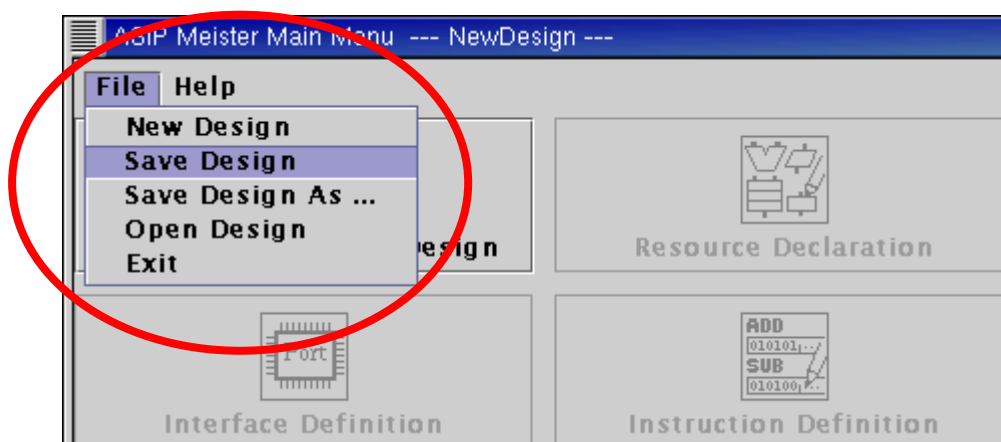 ASIP Meister Main Menu --- NewDesign ---
File Help
New Design
Save Design
Save Design As ...
Open Design
Exit
esign
Resource Declaration
Port
Interface Definition
ADD
010101
SUB
010100
Instruction Definition